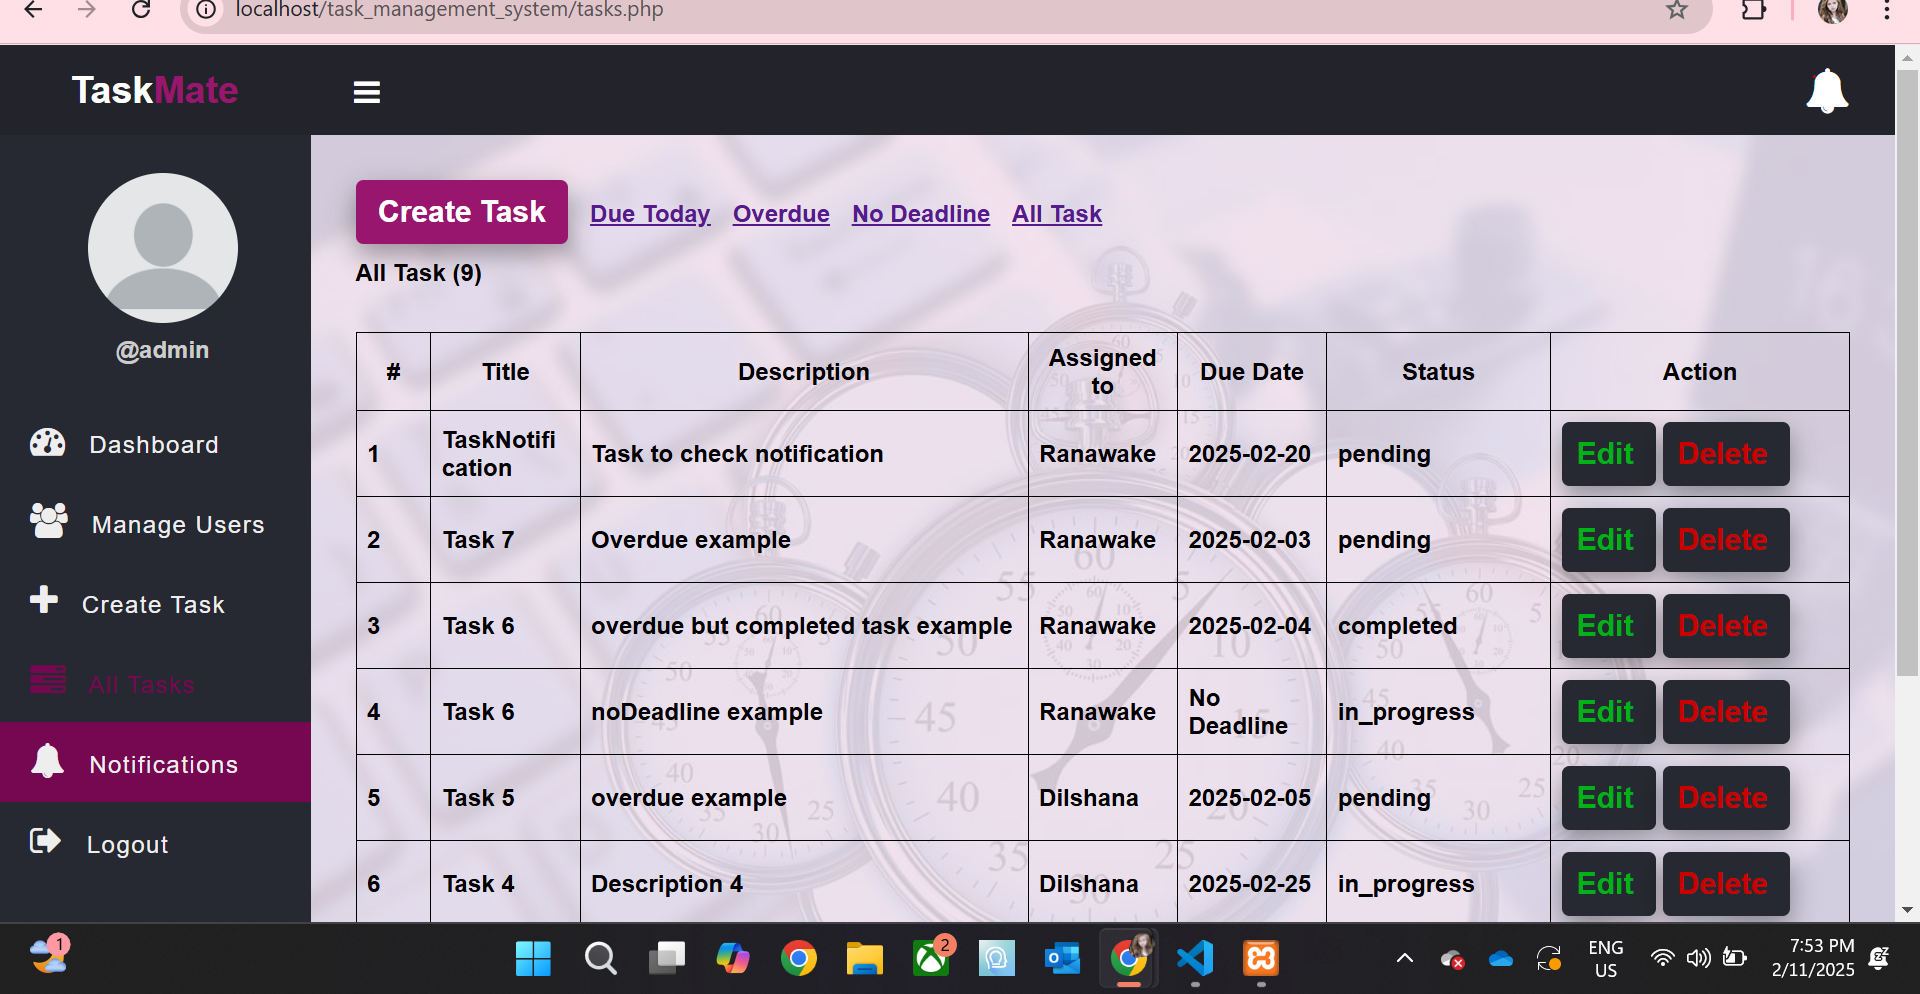 localhost/task_management_system/tasks.php
TaskMate
@admin
Dashboard
Manage Users
Create Task
All Tasks
Notifications
Logout
Create Task Due Today Overdue No Deadline All Task
All Task (9)
# Title Description Assigned to Due Date Status Action
1 TaskNotification Task to check notification Ranawake 2025-02-20 pending Edit Delete
2 Task 7 Overdue example Ranawake 2025-02-03 pending Edit Delete
3 Task 6 overdue but completed task example Ranawake 2025-02-04 completed Edit Delete
4 Task 6 noDeadline example Ranawake No Deadline in_progress Edit Delete
5 Task 5 overdue example Dilshana 2025-02-05 pending Edit Delete
6 Task 4 Description 4 Dilshana 2025-02-25 in_progress Edit Delete
1
2
ENG
US
7:53 PM
2/11/2025